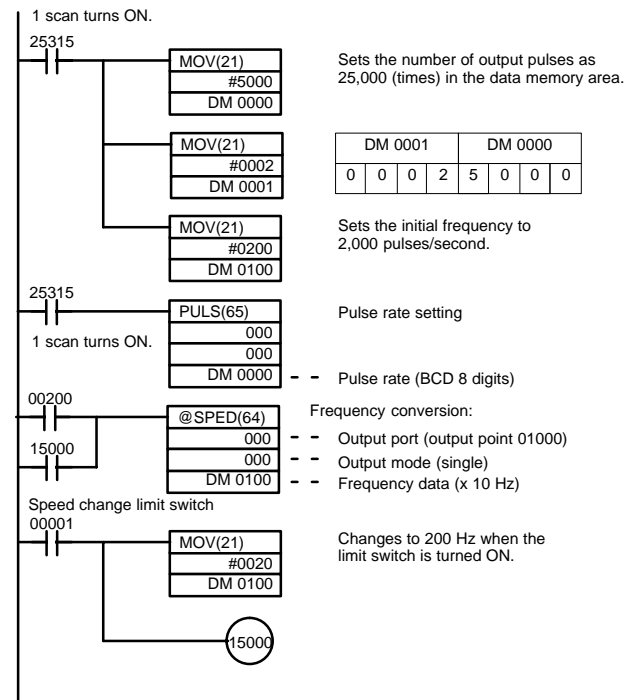 1 scan turns ON.
25315
MOV(21)
#5000
DM 0000
Sets the number of output pulses as
25,000 (times) in the data memory area.
MOV(21)
#0002
DM 0001
DM 0001 DM 0000
0 0 0 2 5 0 0 0
MOV(21)
#0200
DM 0100
Sets the initial frequency to
2,000 pulses/second.
25315
1 scan turns ON.
PULS(65)
000
000
DM 0000
Pulse rate setting
Pulse rate (BCD 8 digits)
00200
15000
@SPED(64)
000
000
DM 0100
Frequency conversion:
Output port (output point 01000)
Output mode (single)
Frequency data (x 10 Hz)
Speed change limit switch
00001
MOV(21)
#0020
DM 0100
Changes to 200 Hz when the
limit switch is turned ON.
15000